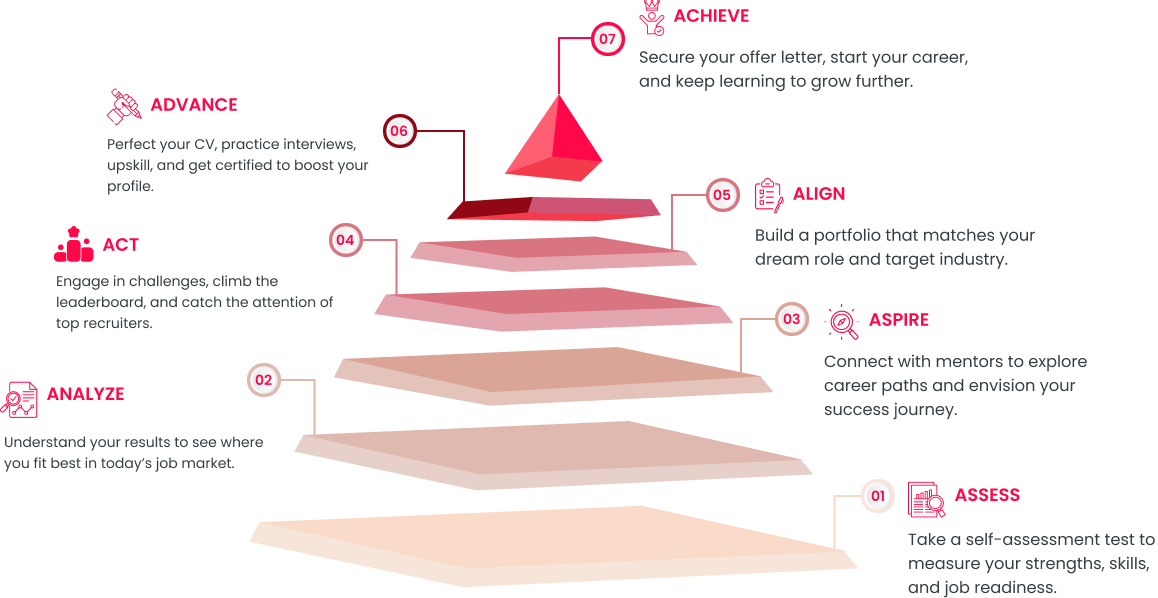 07
ACHIEVE
Secure your offer letter, start your career,
and keep learning to grow further.
ADVANCE
06
Perfect your CV, practice interviews,
upskill, and get certified to boost your
profile.
05
ALIGN
Build a portfolio that matches your
dream role and target industry.
04
ACT
Engage in challenges, climb the
leaderboard, and catch the attention of
top recruiters.
03
ASPIRE
Connect with mentors to explore
career paths and envision your
success journey.
02
ANALYZE
Understand your results to see where
you fit best in today’s job market.
01
ASSESS
Take a self-assessment test to
measure your strengths, skills,
and job readiness.